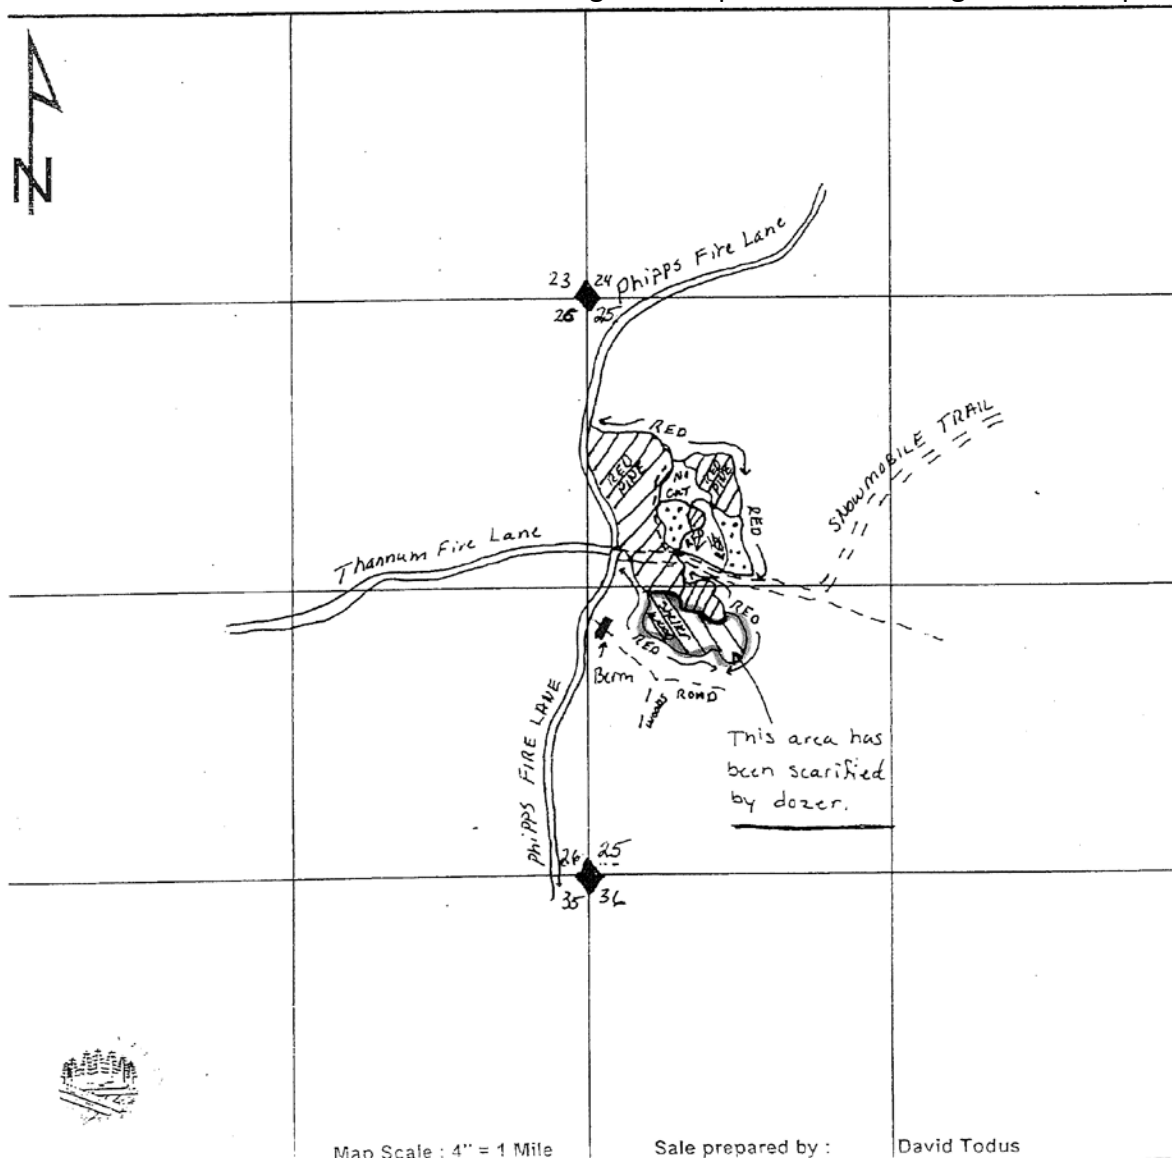 N
Phipps Fire Lane
23 24
26 25
RED
RED
PINE
NO
CUT
RED
PINE
RED
SNOWMOBILE TRAIL
Thannum Fire Lane
RED
RED
Berm
WOODS
ROAD
PHIPPS FIRE LANE
This area has
been scarified
by dozer.
26 25
35 36
Map Scale : 4" = 1 Mile
Sale prepared by :
David Todus